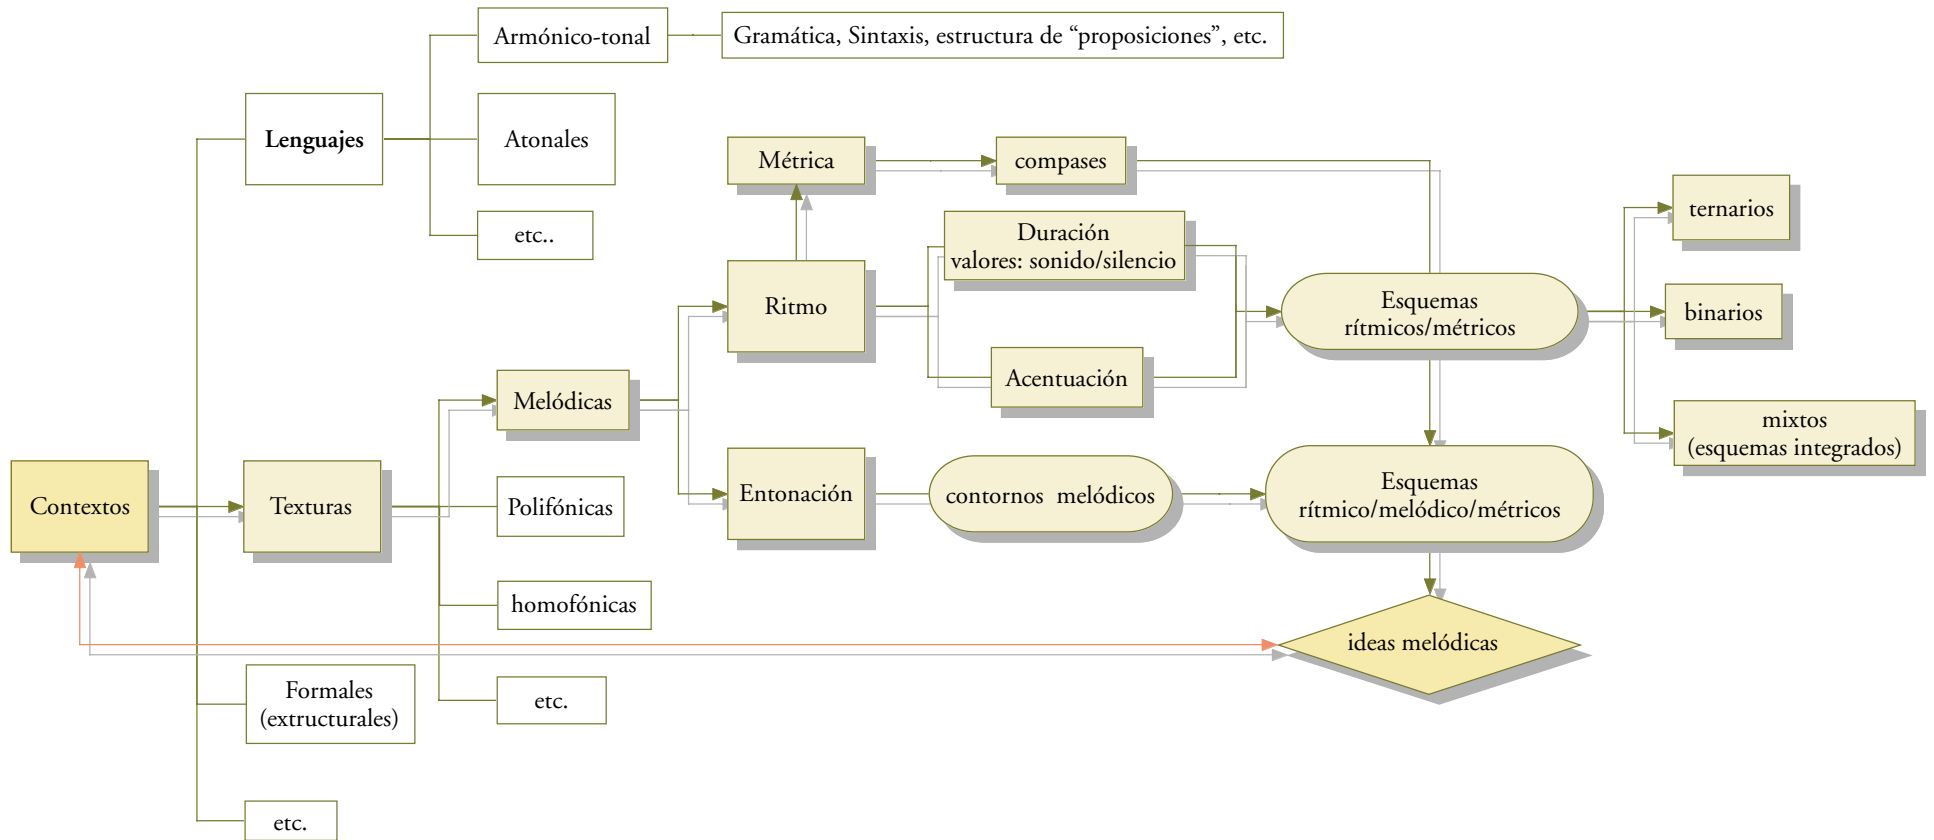 Armónico-tonal
Gramática, Sintaxis, estructura de “proposiciones”, etc.
Lenguajes
Atonales
etc..
Métrica
compases
Duración
valores: sonido/silencio
ternarios
Ritmo
Esquemas
rítmicos/métricos
binarios
Acentuación
Melódicas
mixtos
(esquemas integrados)
Contextos
Texturas
Entonación
contornos melódicos
Esquemas
rítmico/melódico/métricos
Polifónicas
homofónicas
ideas melódicas
Formales
(extructurales)
etc.
etc.